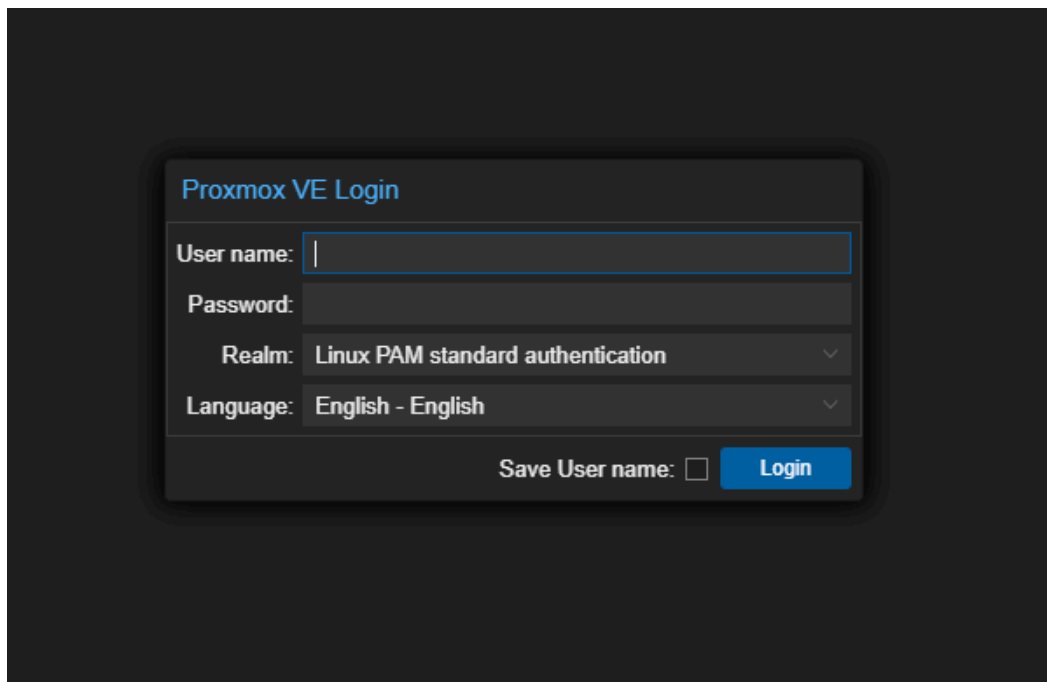 Proxmox VE Login
User name:
Password:
Realm: Linux PAM standard authentication
Language: English - English
Save User name: Login